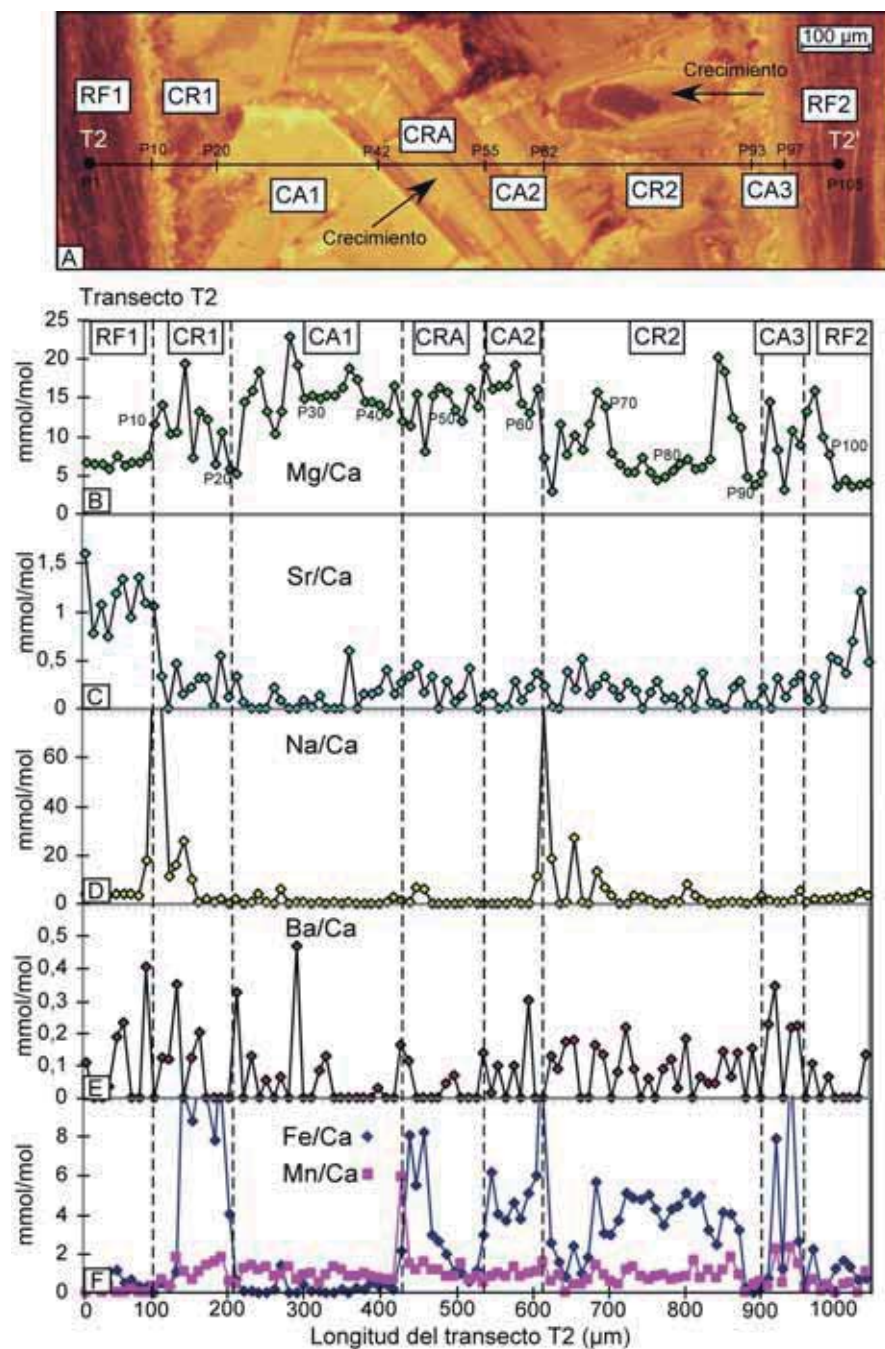 100 µm
RF1
CR1
Crecimiento
RF2
T2
P10
P20
P42
CRA
P55
P62
P93
P97
T2'
P1
CA1
CA2
CR2
CA3
P105
Crecimiento
A
Transecto T2
RF1
CR1
CA1
CRA
CA2
CR2
CA3
RF2
25
20
15
10
5
0
mmol/mol
P10
P20
P30
P40
P50
P60
P70
P80
P90
P100
Mg/Ca
B
1.5
1
0.5
0
mmol/mol
Sr/Ca
C
60
40
20
0
mmol/mol
Na/Ca
D
0,5
0,4
0,3
0,2
0,1
0
mmol/mol
Ba/Ca
E
8
6
4
2
0
mmol/mol
Fe/Ca
Mn/Ca
F
0 100 200 300 400 500 600 700 800 900 1000
Longitud del transecto T2 (µm)